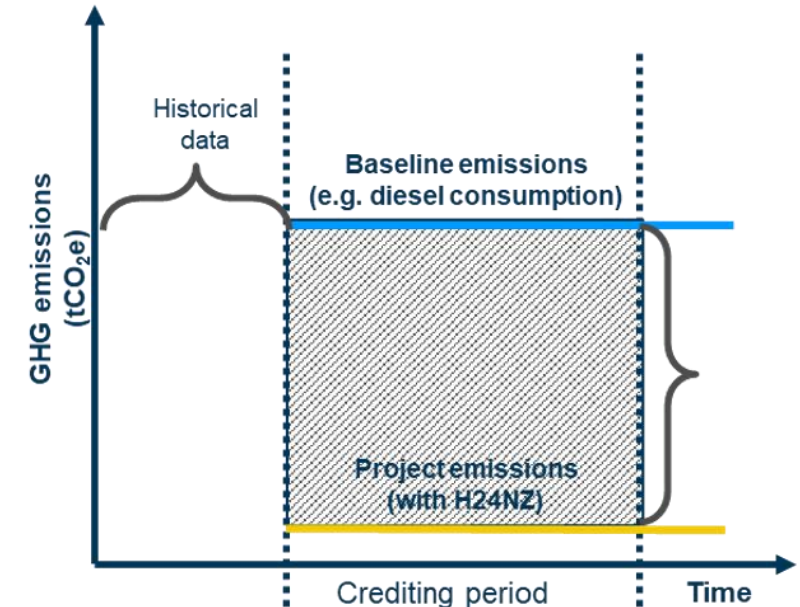 Historical
data
Baseline emissions
(e.g. diesel consumption)
GHG emissions
(tCO₂e)
Project emissions
(with H24NZ)
Crediting period
Time